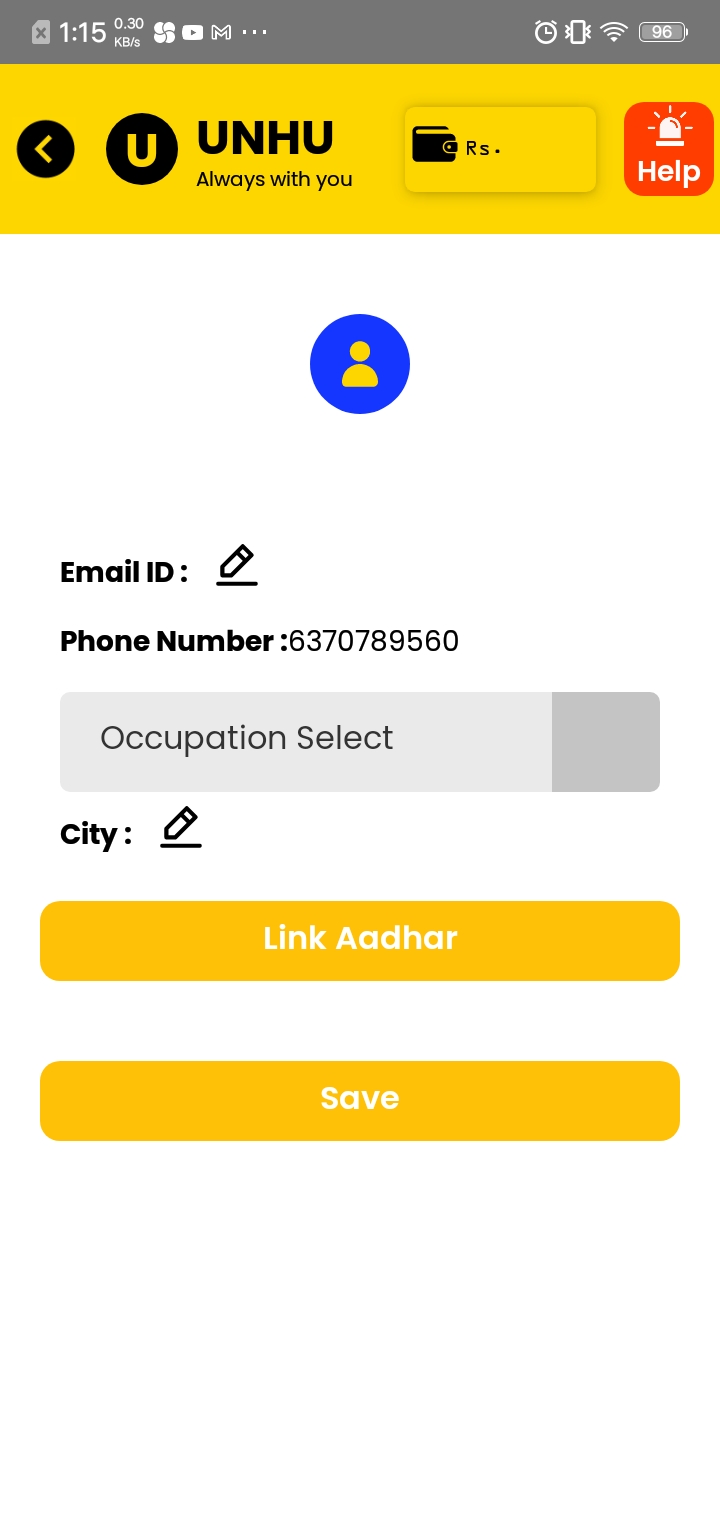 1:15 0.30 KB/s 96
U UNHU
Always with you
Rs.
Help
Email ID :
Phone Number :6370789560
Occupation Select
City :
Link Aadhar
Save